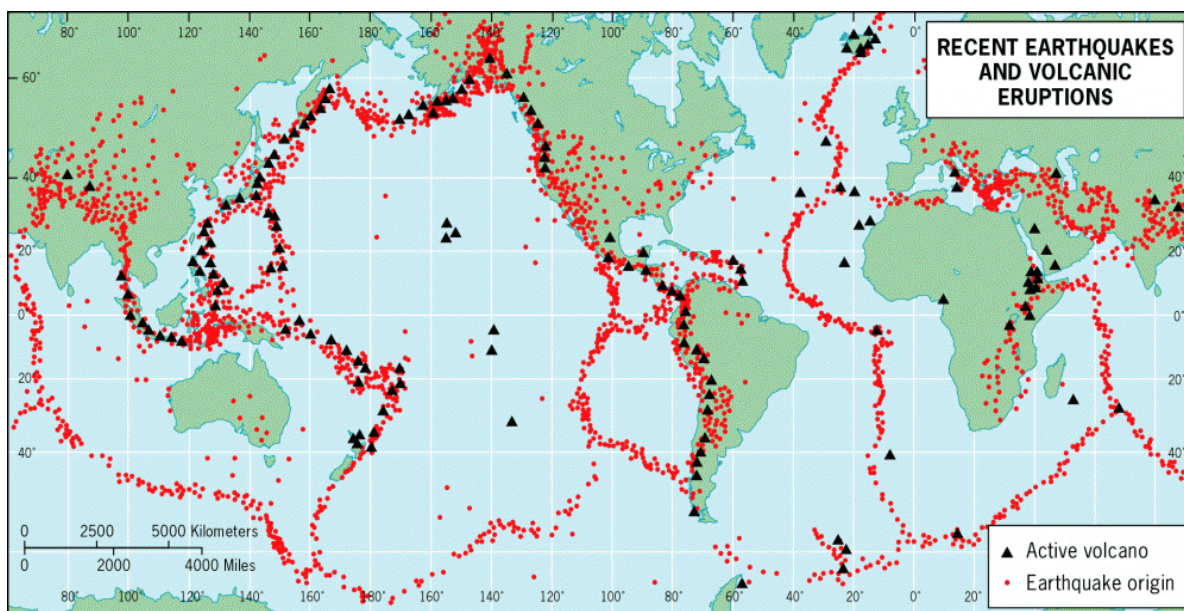 80 100 120 140 160 180 160 140 120 100 80 60 40 20 0°
RECENT EARTHQUAKES
AND VOLCANIC
ERUPTIONS
60°
40° 40°
20 20°
0 0°
20° 20°
40° 40°
0 2500 5000 Kilometers
0 2000 4000 Miles
▲ Active volcano
• Earthquake origin
100 120 140 160 180 160 140 120 100 80 60 40 20 0 20